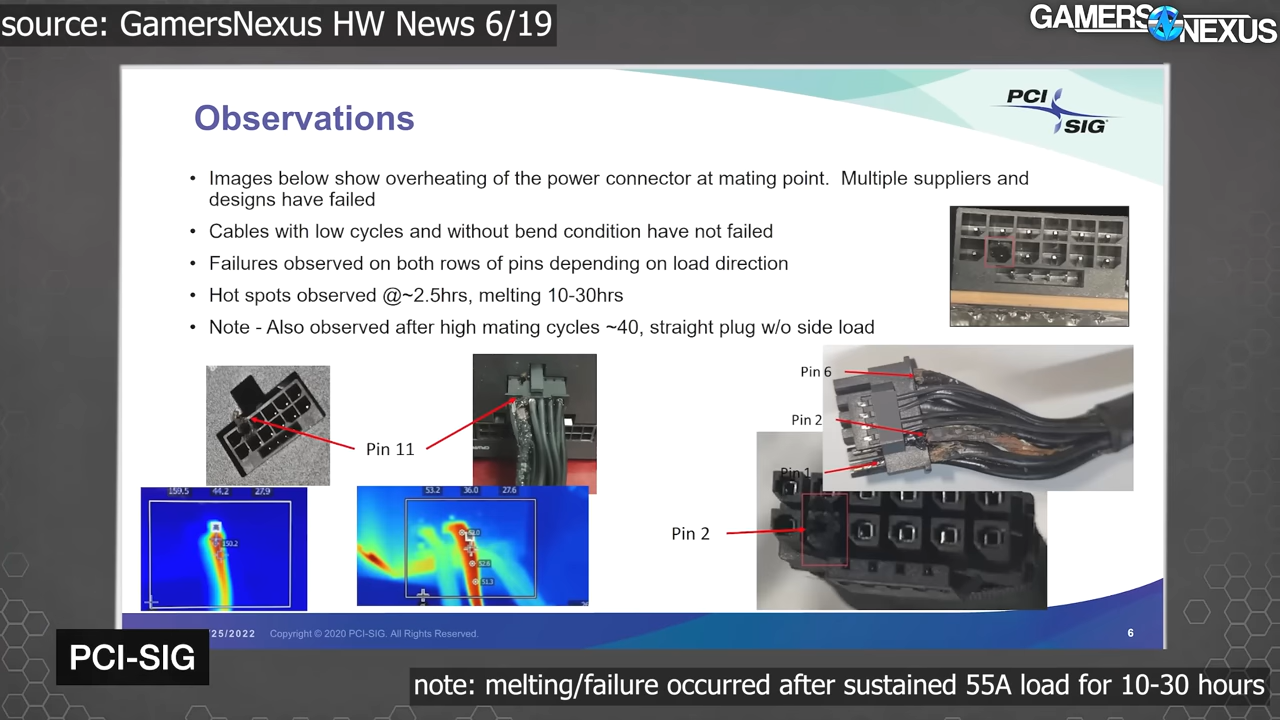 source: GamersNexus HW News 6/19
GAMERS NEXUS
PCI SIG
Observations
• Images below show overheating of the power connector at mating point. Multiple suppliers and
designs have failed
• Cables with low cycles and without bend condition have not failed
• Failures observed on both rows of pins depending on load direction
• Hot spots observed @~2.5hrs, melting 10-30hrs
• Note - Also observed after high mating cycles ~40, straight plug w/o side load
Pin 6
Pin 2
Pin 11
Pin 1
159.5 44.2 27.9
53.2 36.0 27.6
150.2
52.6
51.3
Pin 2
25/2022
Copyright © 2020 PCI-SIG. All Rights Reserved.
6
PCI-SIG
note: melting/failure occurred after sustained 55A load for 10-30 hours